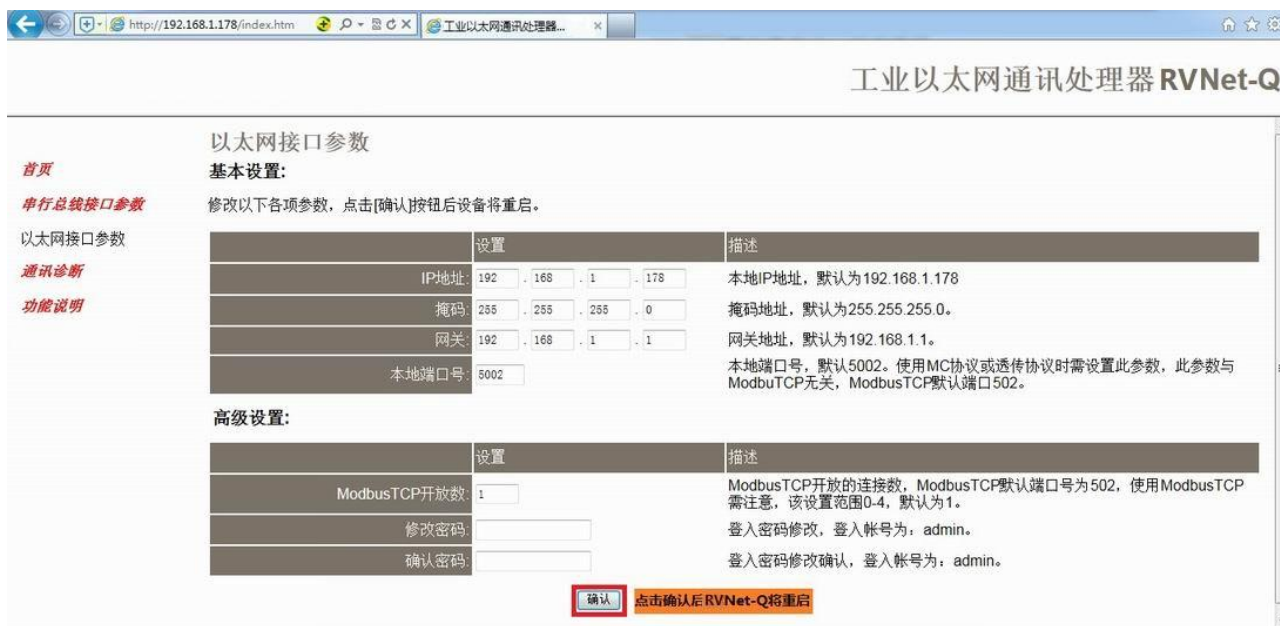 http://192.168.1.178/index.htm
工业以太网通讯处理器...
工业以太网通讯处理器RVNet-Q
以太网接口参数
首页
基本设置:
串行总线接口参数
修改以下各项参数，点击[确认]按钮后设备将重启。
以太网接口参数
通讯诊断
功能说明
设置 描述
IP地址: 192 . 168 . 1 . 178 本地IP地址，默认为192.168.1.178
掩码: 255 . 255 . 255 . 0 掩码地址，默认为255.255.255.0。
网关: 192 . 168 . 1 . 1 网关地址，默认为192.168.1.1。
本地端口号: 5002 本地端口号，默认5002。使用MC协议或透传协议时需设置此参数，此参数与
ModbuTCP无关，ModbusTCP默认端口502。
高级设置:
设置 描述
ModbusTCP开放数: 1 ModbusTCP开放的连接数，ModbusTCP默认端口号为502，使用ModbusTCP
需注意，该设置范围0-4，默认为1。
修改密码: 登入密码修改，登入帐号为：admin。
确认密码: 登入密码修改确认，登入帐号为：admin。
确认 点击确认后RVNet-Q将重启